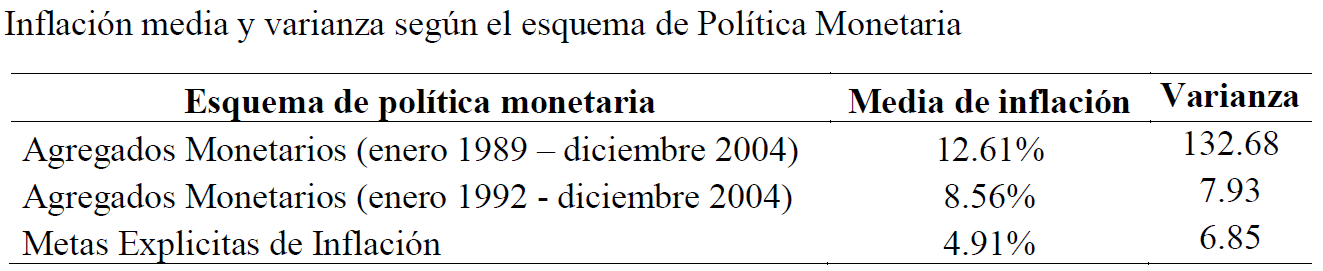 Inflación media y varianza según el esquema de Política Monetaria
Esquema de política monetaria Media de inflación Varianza
Agregados Monetarios (enero 1989 – diciembre 2004) 12.61% 132.68
Agregados Monetarios (enero 1992 - diciembre 2004) 8.56% 7.93
Metas Explicitas de Inflación 4.91% 6.85